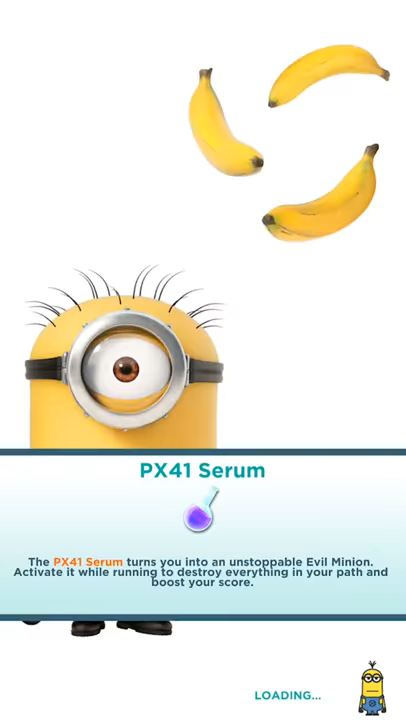 PX41 Serum
The PX41 Serum turns you into an unstoppable Evil Minion.
Activate it while running to destroy everything in your path and
boost your score.
LOADING...